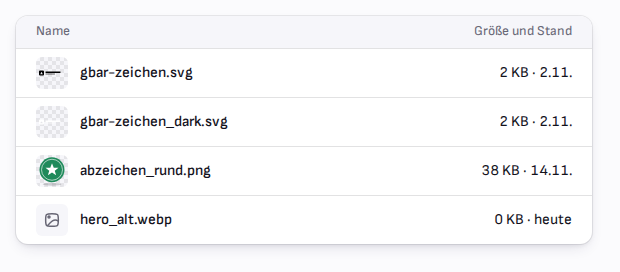 Name Größe und Stand
gbar-zeichen.svg 2 KB · 2.11.
gbar-zeichen_dark.svg 2 KB · 2.11.
abzeichen_rund.png 38 KB · 14.11.
hero_alt.webp 0 KB · heute